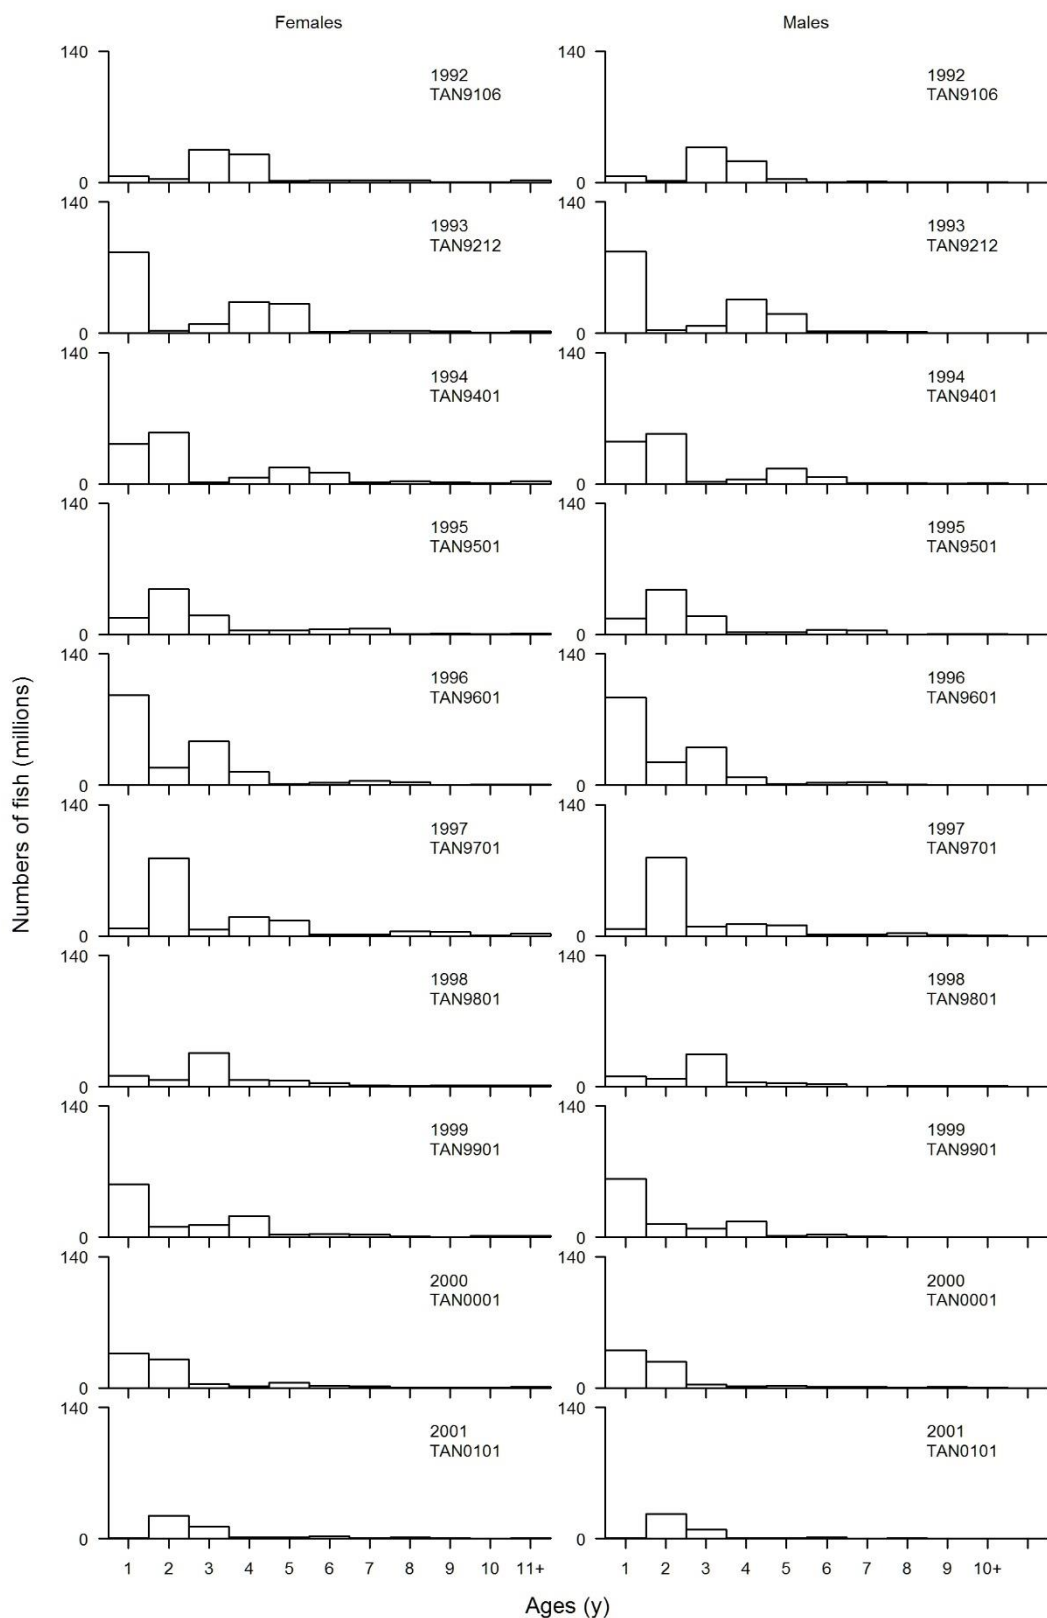 Females Males
140
1992
TAN9106
0
140
1992
TAN9106
0
140
1993
TAN9212
0
140
1993
TAN9212
0
140
1994
TAN9401
0
140
1994
TAN9401
0
140
1995
TAN9501
0
140
1995
TAN9501
0
140
1996
TAN9601
0
140
1996
TAN9601
0
140
1997
TAN9701
0
140
1997
TAN9701
0
140
1998
TAN9801
0
140
1998
TAN9801
0
140
1999
TAN9901
0
140
1999
TAN9901
0
140
2000
TAN0001
0
140
2000
TAN0001
0
140
2001
TAN0101
0
140
2001
TAN0101
0
1 2 3 4 5 6 7 8 9 10 11+
1 2 3 4 5 6 7 8 9 10+
Numbers of fish (millions)
Ages (y)